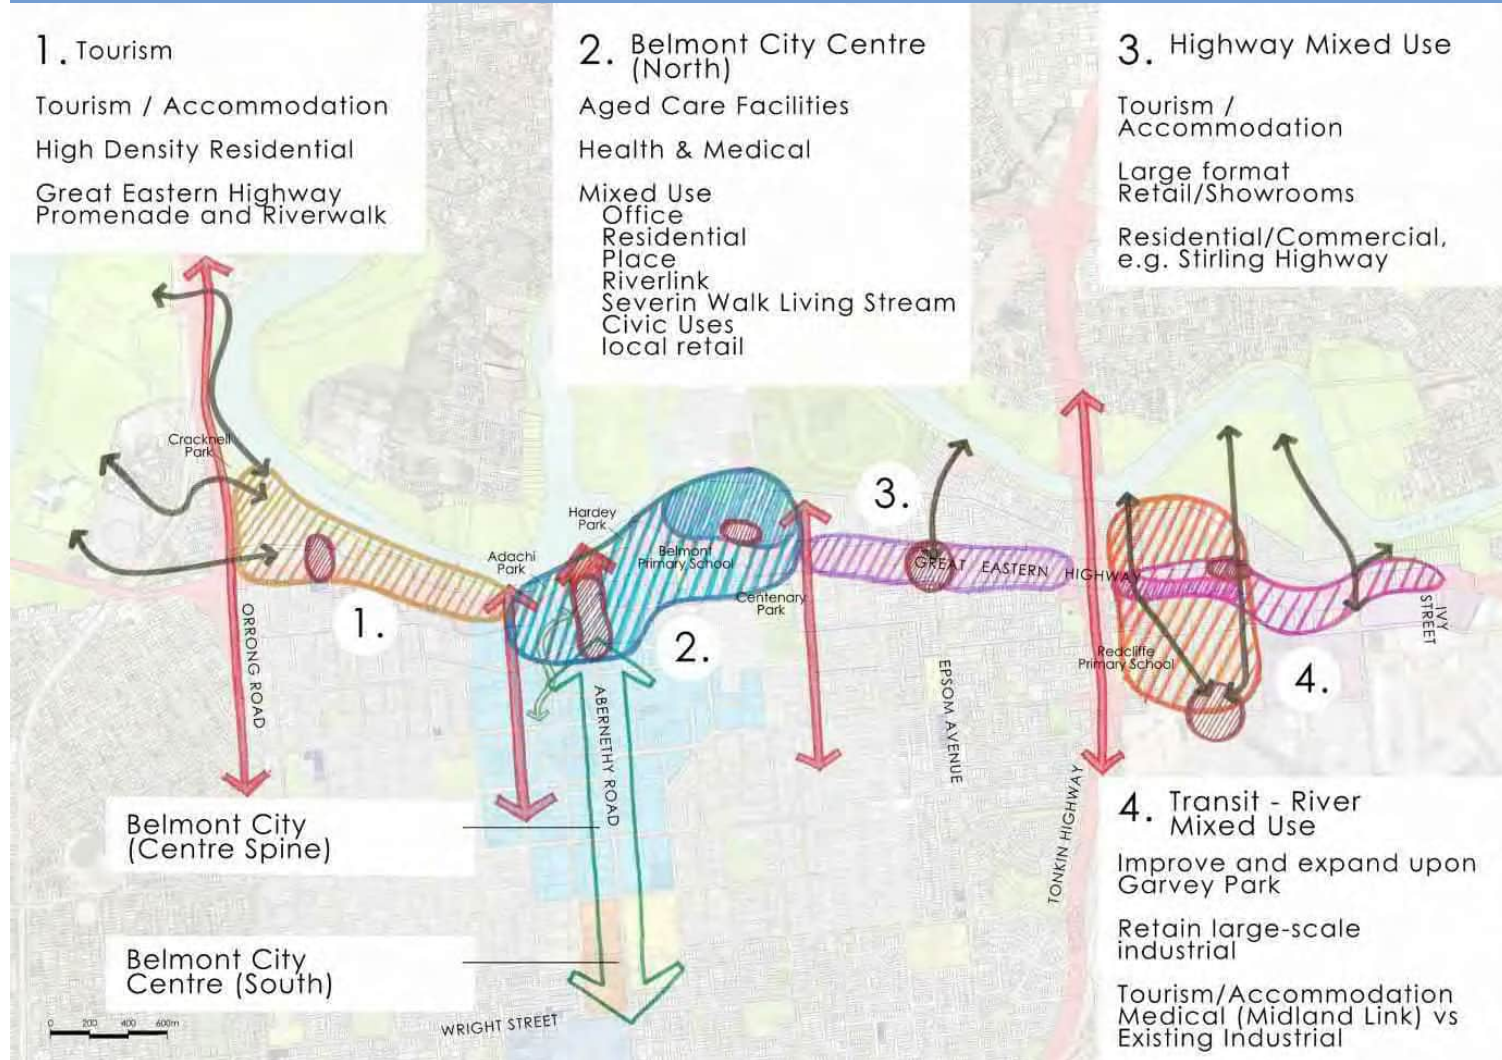 1. Tourism
Tourism / Accommodation
High Density Residential
Great Eastern Highway
Promenade and Riverwalk
2. Belmont City Centre
(North)
Aged Care Facilities
Health & Medical
Mixed Use
Office
Residential
Place
Riverlink
Severin Walk Living Stream
Civic Uses
local retail
3. Highway Mixed Use
Tourism /
Accommodation
Large format
Retail/Showrooms
Residential/Commercial,
e.g. Stirling Highway
Cracknell
Park
Hardey
Park
Adachi
Park
Belmont
Primary School
Centenary
Park
3.
GREAT EASTERN HIGHWAY
1.
2.
Redcliffe
Primary School
4.
IVY
STREET
ORRONG ROAD
ABERNETHY ROAD
EPSOM AVENUE
TONKIN HIGHWAY
Belmont City
(Centre Spine)
Belmont City
Centre (South)
0 200 400 600m
WRIGHT STREET
4. Transit - River
Mixed Use
Improve and expand upon
Garvey Park
Retain large-scale
industrial
Tourism/Accommodation
Medical (Midland Link) vs
Existing Industrial